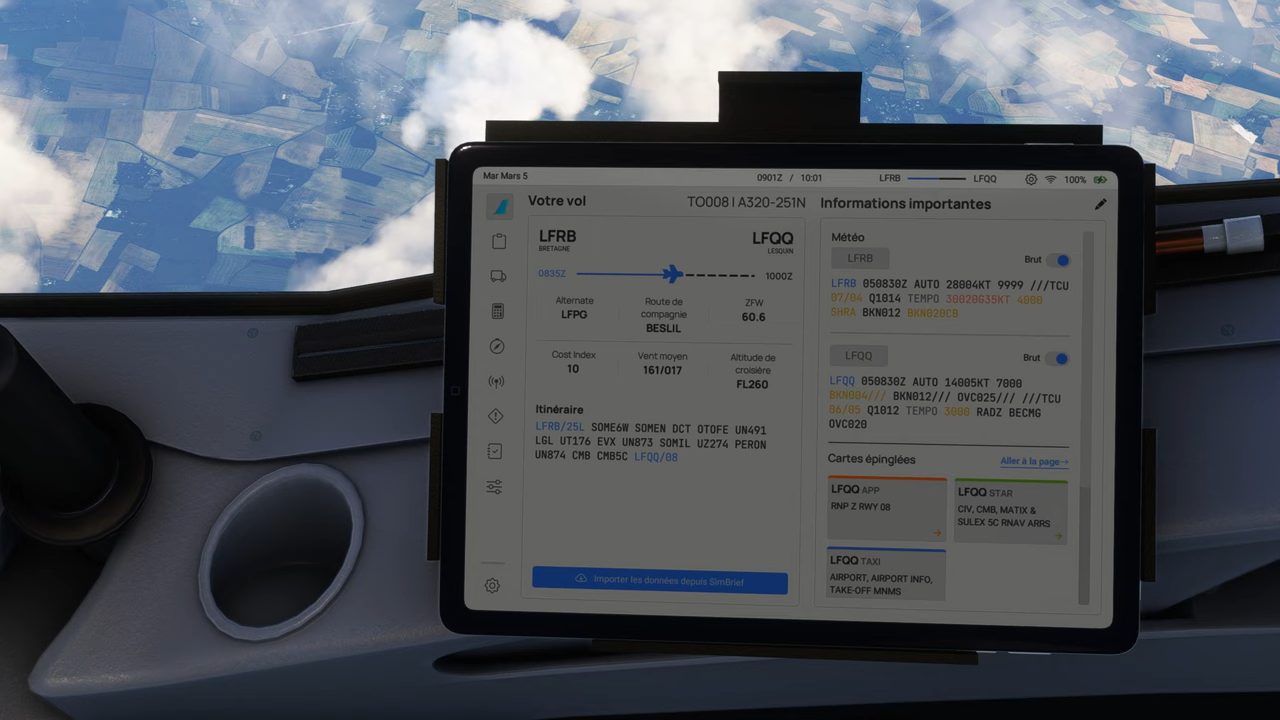 Mar Mars 5
0901Z / 10:01
LFRB LFQQ
100%
Votre vol
TO008 | A320-251N
LFRB
BRETAGNE
LFQQ
LESQUIN
0835Z
1000Z
Alternate
LFPG
Route de
compagnie
BESLIL
ZFW
60.6
Cost Index
10
Vent moyen
161/017
Altitude de
croisière
FL260
Itinéraire
LFRB/25L SOME6W SOMEN DCT OTOFE UN491
LGL UT176 EVX UN873 SOMIL UZ274 PERON
UN874 CMB CMB5C LFQQ/08
Importer les données depuis SimBrief
Informations importantes
Météo
LFRB
Brut
LFRB 050830Z AUTO 28004KT 9999 ///TCU
07/04 Q1014 TEMPO 30020G35KT 4000
SHRA BKN012 BKN020CB
LFQQ
Brut
LFQQ 050830Z AUTO 14005KT 7000
BKN004/// BKN012/// OVC025/// ///TCU
06/05 Q1012 TEMPO 3000 RADZ BECMG
OVC020
Cartes épinglées
Aller à la page→
LFQQ APP
RNP Z RWY 08
→
LFQQ STAR
CIV, CMB, MATIX &
SULEX 5C RNAV ARRS
→
LFQQ TAXI
AIRPORT, AIRPORT INFO,
TAKE-OFF MNMS